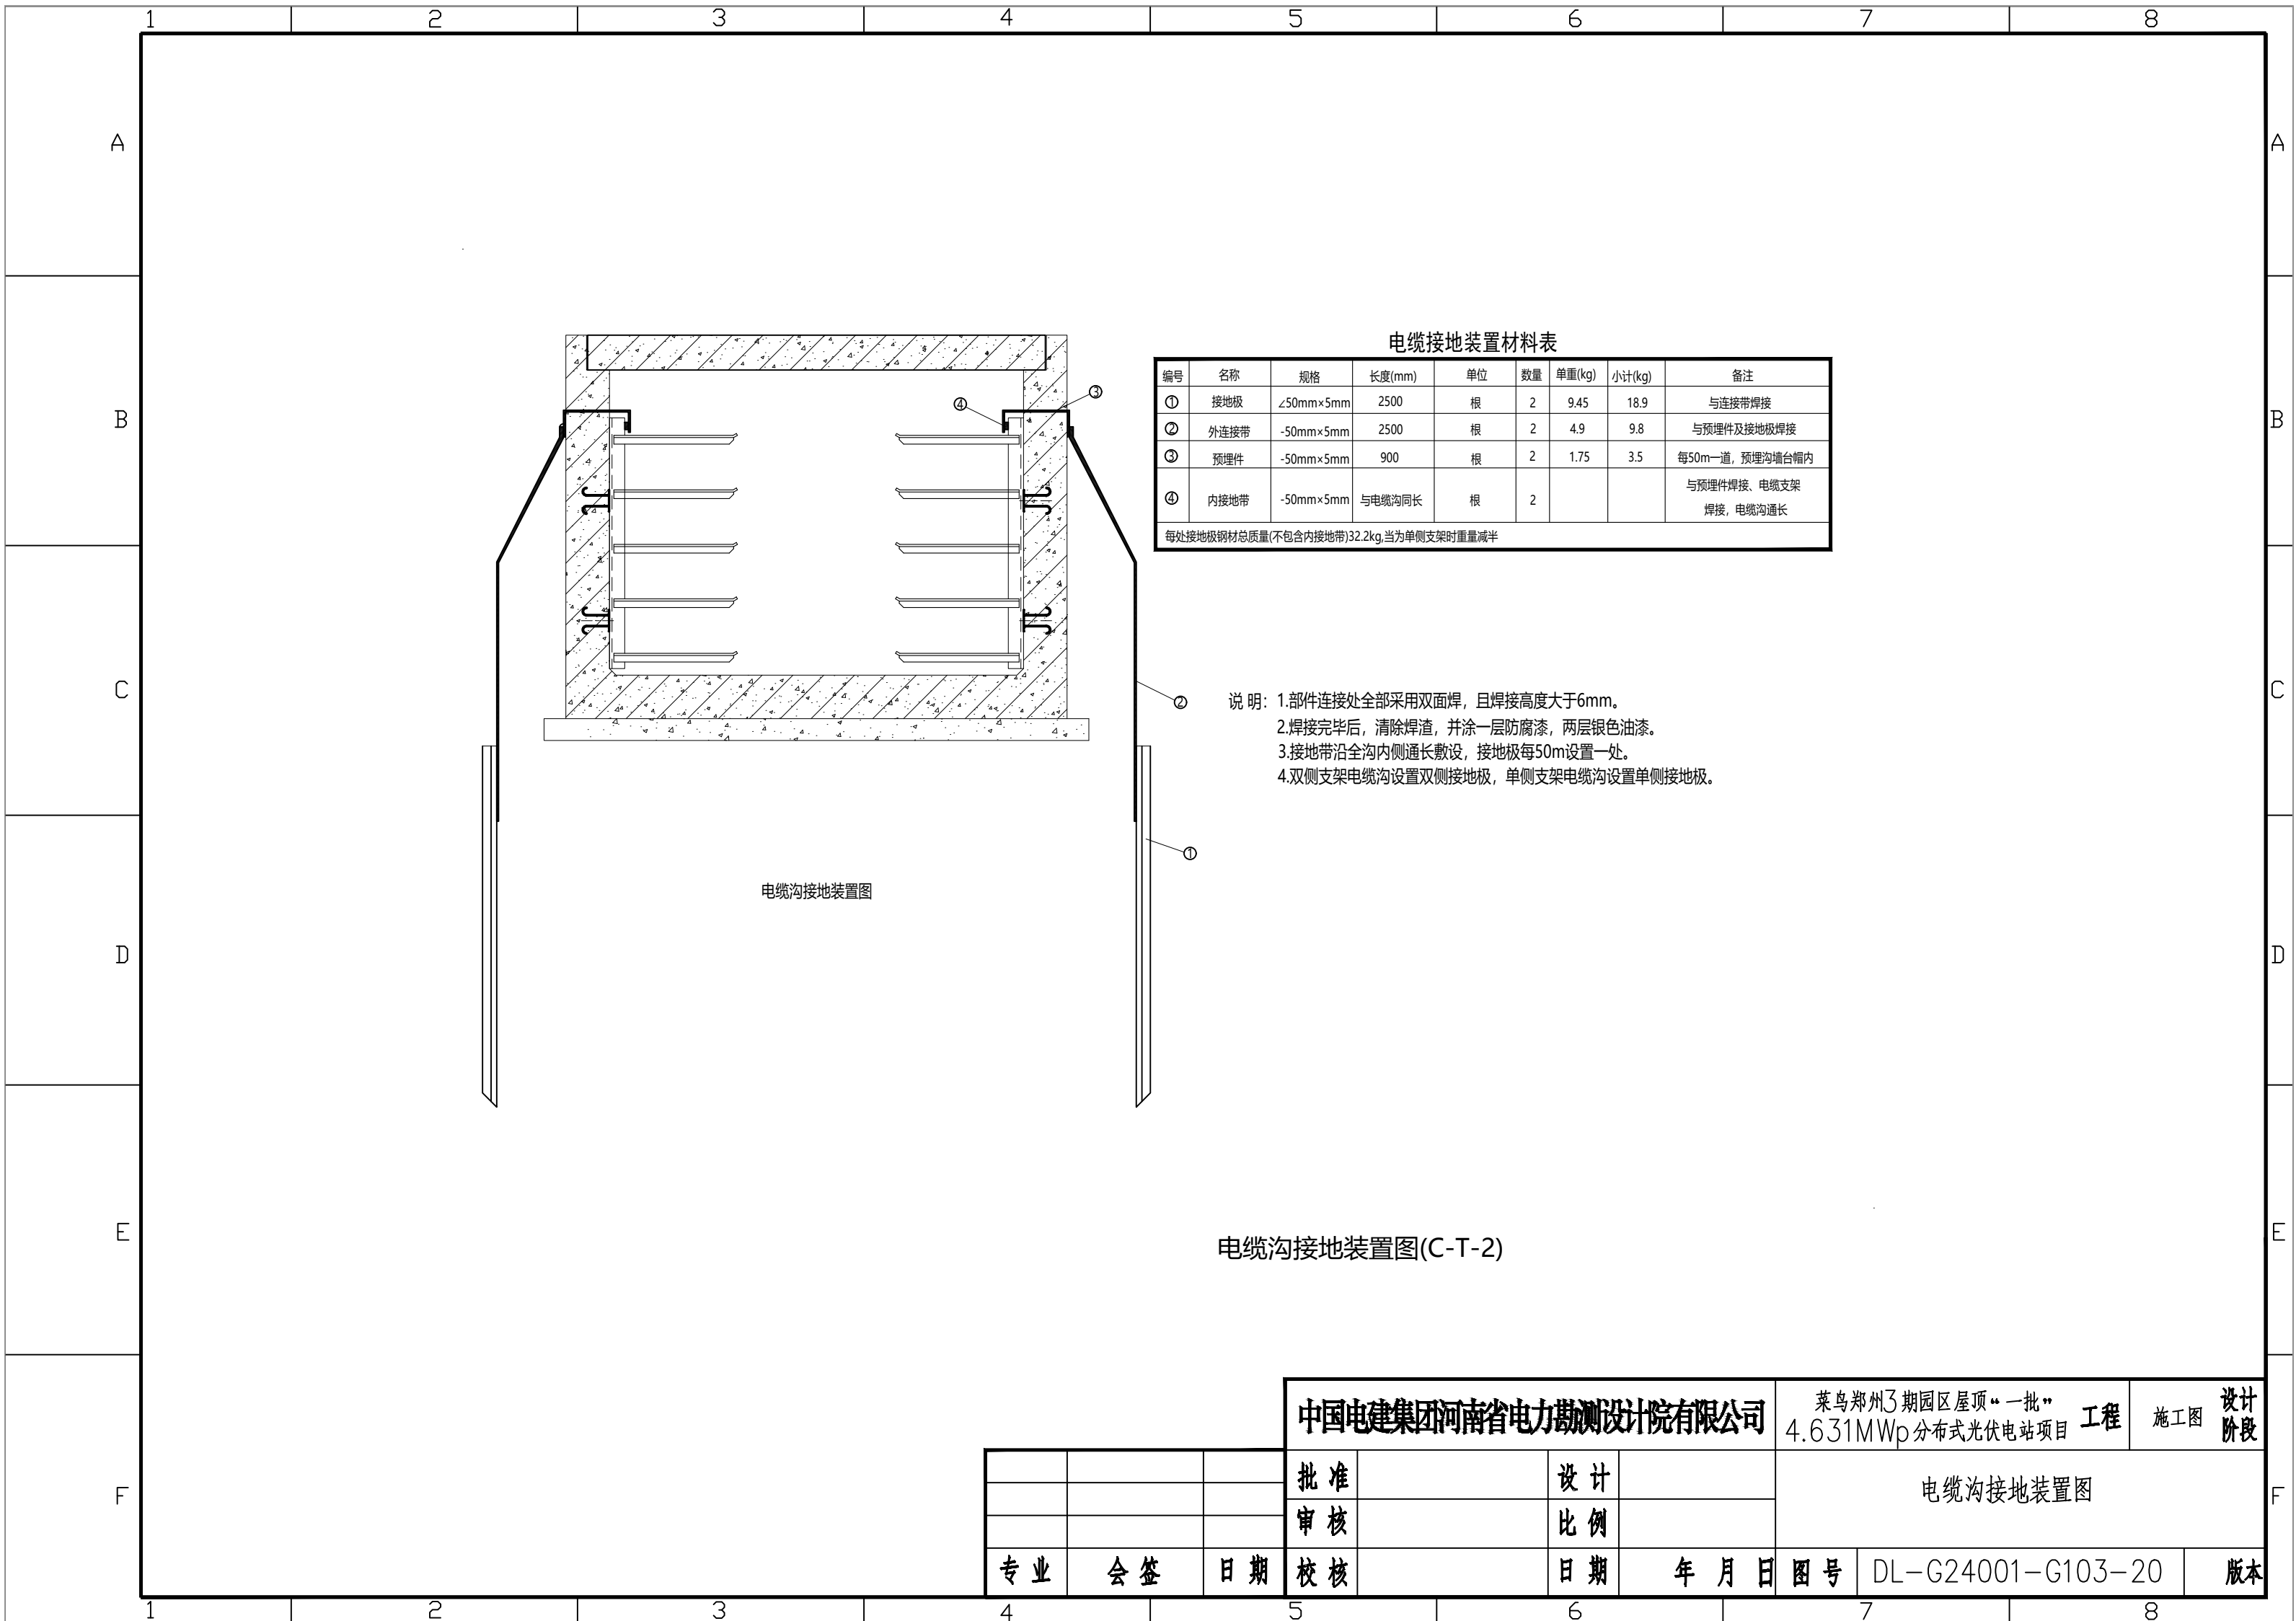 1 2 3 4 5 6 7 8
A A
B B
C C
D D
E E
F F
④ ③
②
①
电缆沟接地装置图
电缆接地装置材料表
编号 名称 规格 长度(mm) 单位 数量 单重(kg) 小计(kg) 备注
① 接地极 ∠50mm×5mm 2500 根 2 9.45 18.9 与连接带焊接
② 外连接带 -50mm×5mm 2500 根 2 4.9 9.8 与预埋件及接地极焊接
③ 预埋件 -50mm×5mm 900 根 2 1.75 3.5 每50m一道，预埋沟墙台帽内
④ 内接地带 -50mm×5mm 与电缆沟同长 根 2 与预埋件焊接、电缆支架
焊接，电缆沟通长
每处接地极钢材总质量(不包含内接地带)32.2kg,当为单侧支架时重量减半
说 明：1.部件连接处全部采用双面焊，且焊接高度大于6mm。
2.焊接完毕后，清除焊渣，并涂一层防腐漆，两层银色油漆。
3.接地带沿全沟内侧通长敷设，接地极每50m设置一处。
4.双侧支架电缆沟设置双侧接地极，单侧支架电缆沟设置单侧接地极。
电缆沟接地装置图(C-T-2)
中国电建集团河南省电力勘测设计院有限公司
菜鸟郑州3期园区屋顶“一批”
4.631MWp分布式光伏电站项目 工程
施工图 设计
阶段
批 准 设 计
电缆沟接地装置图
审 核 比 例
专 业 会 签 日 期 校 核 日 期 年 月 日 图 号 DL-G24001-G103-20 版本
1 2 3 4 5 6 7 8